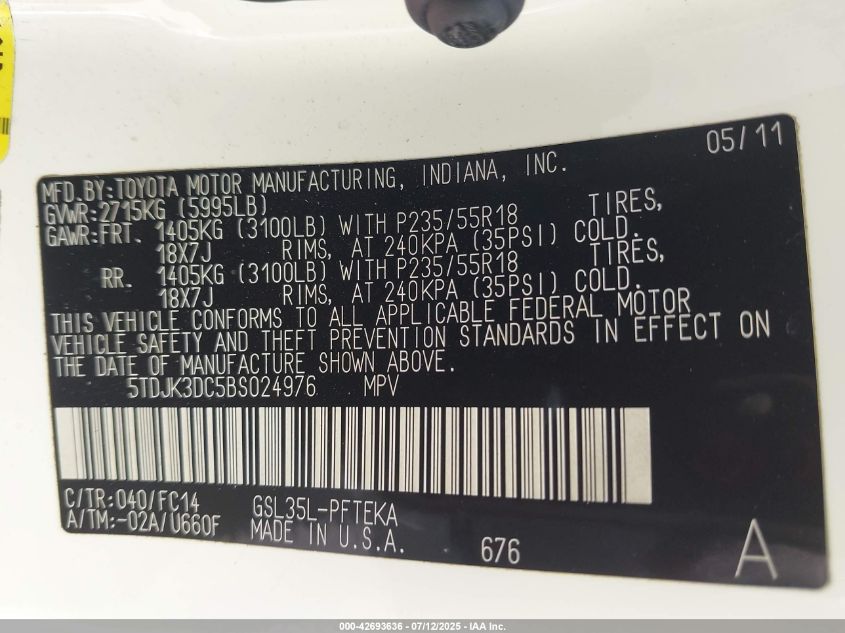 05/11
MFD.BY:TOYOTA MOTOR MANUFACTURING, INDIANA, INC.
GVWR:2715KG (5995LB)
GAWR:FRT. 1405KG (3100LB) WITH P235/55R18 TIRES,
18X7J RIMS, AT 240KPA (35PSI) COLD.
RR. 1405KG (3100LB) WITH P235/55R18 TIRES,
18X7J RIMS, AT 240KPA (35PSI) COLD.
THIS VEHICLE CONFORMS TO ALL APPLICABLE FEDERAL MOTOR
VEHICLE SAFETY AND THEFT PREVENTION STANDARDS IN EFFECT ON
THE DATE OF MANUFACTURE SHOWN ABOVE.
5TDJK3DC5BS024976 MPV
C/TR:040/FC14 GSL35L-PFTEKA
A/TM:-02A/U660F MADE IN U.S.A. 676 A
000-42693636 - 07/12/2025 - IAA Inc.